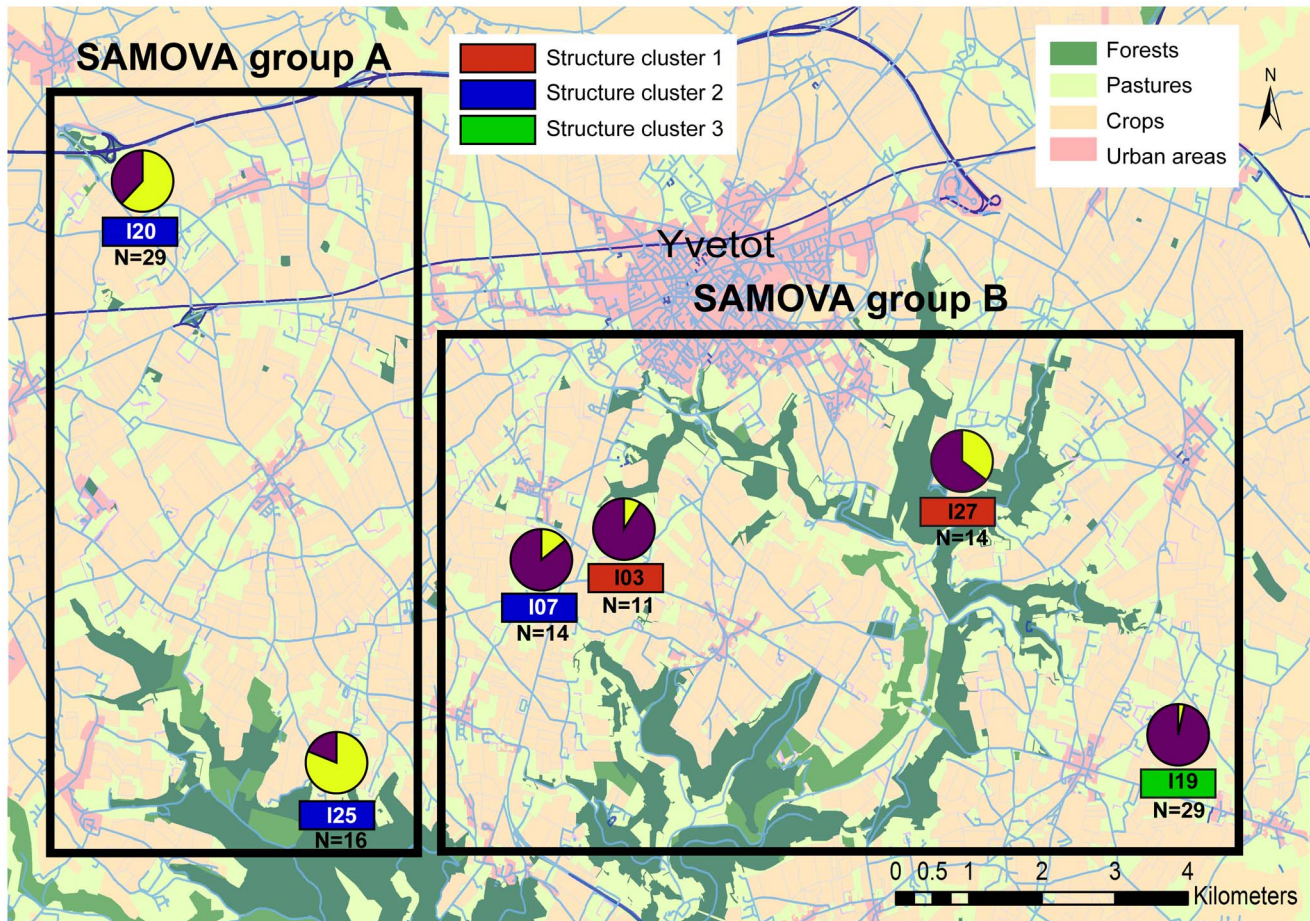 SAMOVA group A
Structure cluster 1
Structure cluster 2
Structure cluster 3
Forests
Pastures
Crops
Urban areas
N
I20
N=29
Yvetot
SAMOVA group B
I27
N=14
I03
N=11
I07
N=14
I25
N=16
I19
N=29
0 0.5 1 2 3 4
Kilometers